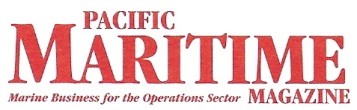 PACIFIC
MARITIME
Marine Business for the Operations Sector MAGAZINE